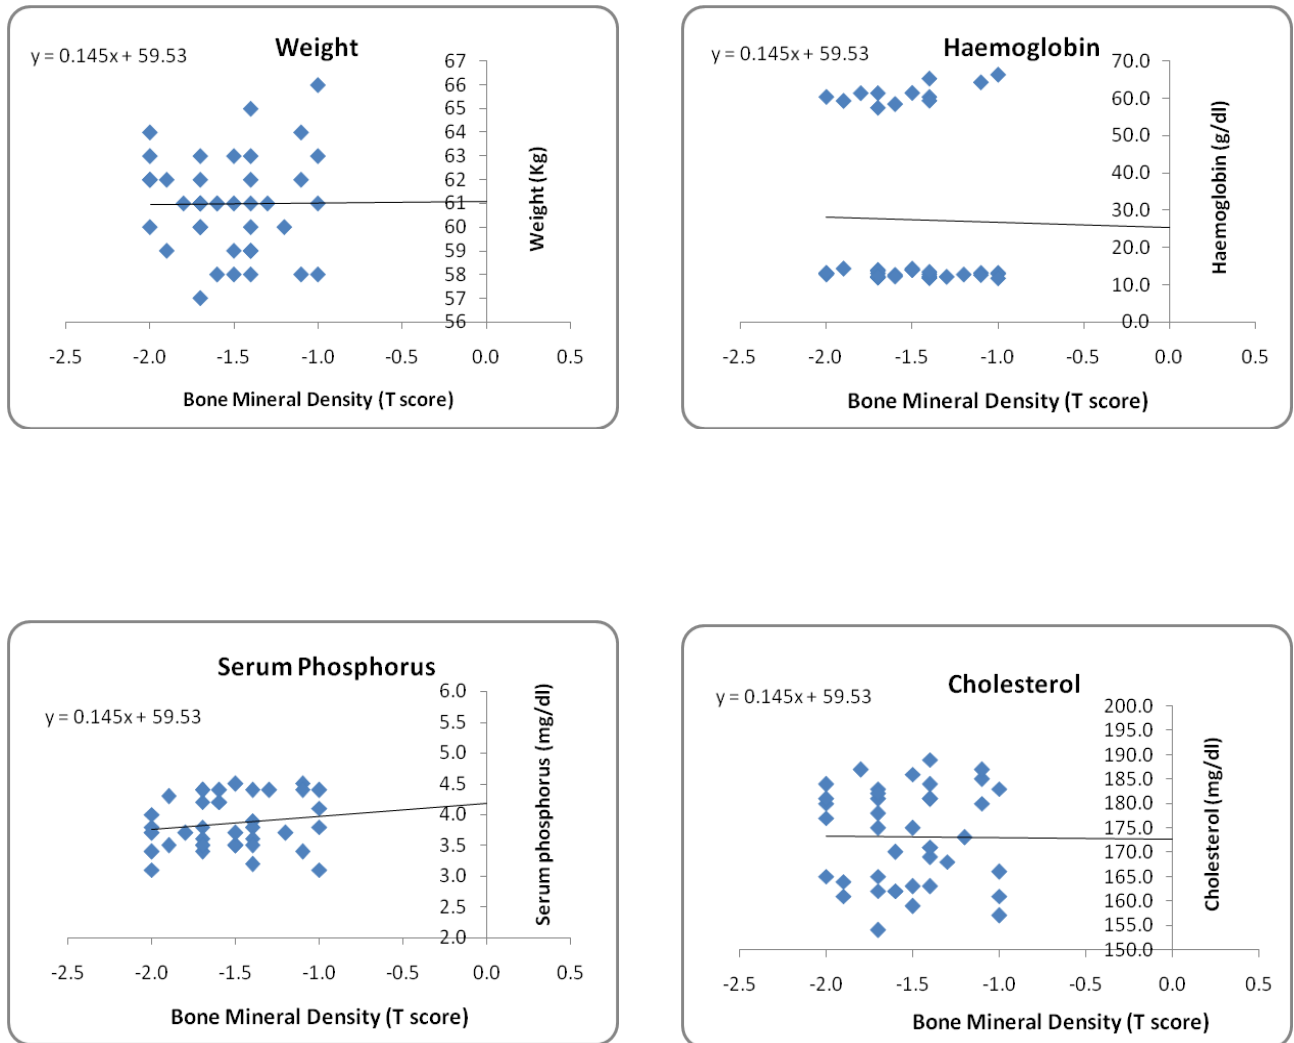 Weight
y = 0.145x + 59.53
67
66
65
64
63
62
61
60
59
58
57
56
Weight (Kg)
-2.5 -2.0 -1.5 -1.0 -0.5 0.0 0.5
Bone Mineral Density (T score)
Haemoglobin
y = 0.145x + 59.53
70.0
60.0
50.0
40.0
30.0
20.0
10.0
0.0
Haemoglobin (g/dl)
-2.5 -2.0 -1.5 -1.0 -0.5 0.0 0.5
Bone Mineral Density (T score)
Serum Phosphorus
y = 0.145x + 59.53
6.0
5.5
5.0
4.5
4.0
3.5
3.0
2.5
2.0
Serum phosphorus (mg/dl)
-2.5 -2.0 -1.5 -1.0 -0.5 0.0 0.5
Bone Mineral Density (T score)
Cholesterol
y = 0.145x + 59.53
200.0
195.0
190.0
185.0
180.0
175.0
170.0
165.0
160.0
155.0
150.0
Cholesterol (mg/dl)
-2.5 -2.0 -1.5 -1.0 -0.5 0.0 0.5
Bone Mineral Density (T score)